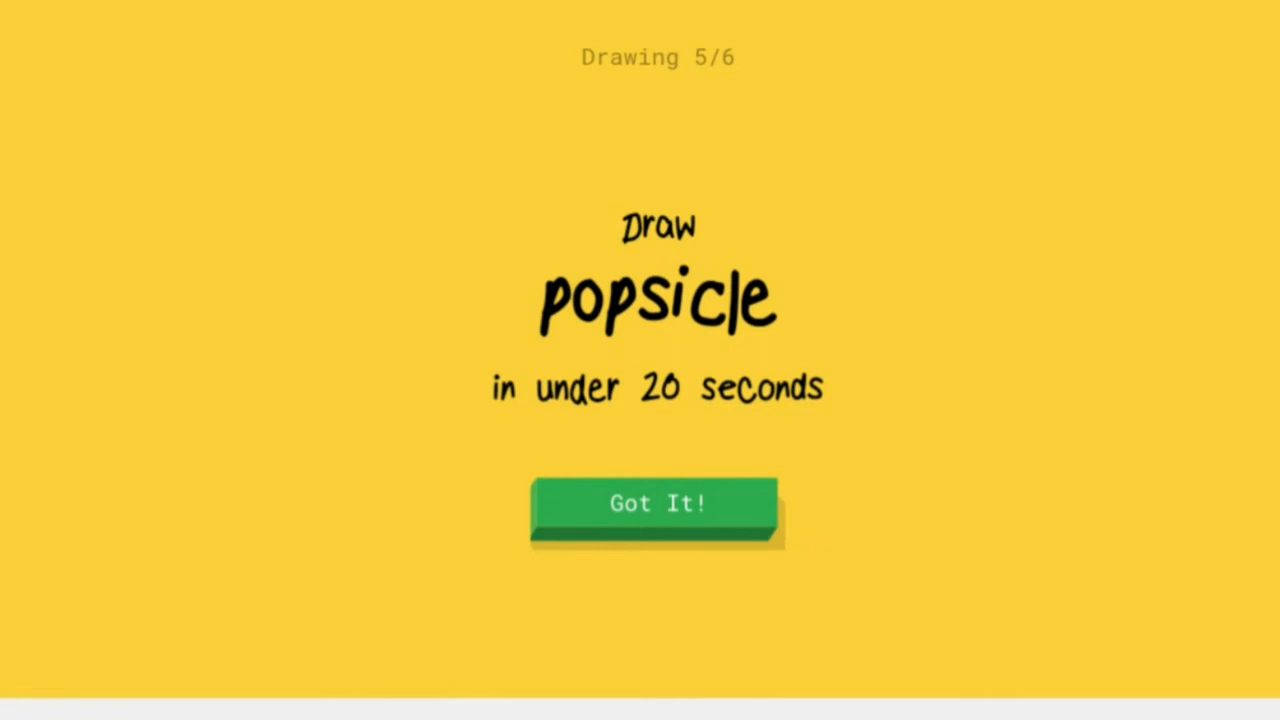 Drawing 5/6
Draw
popsicle
in under 20 seconds
Got It!